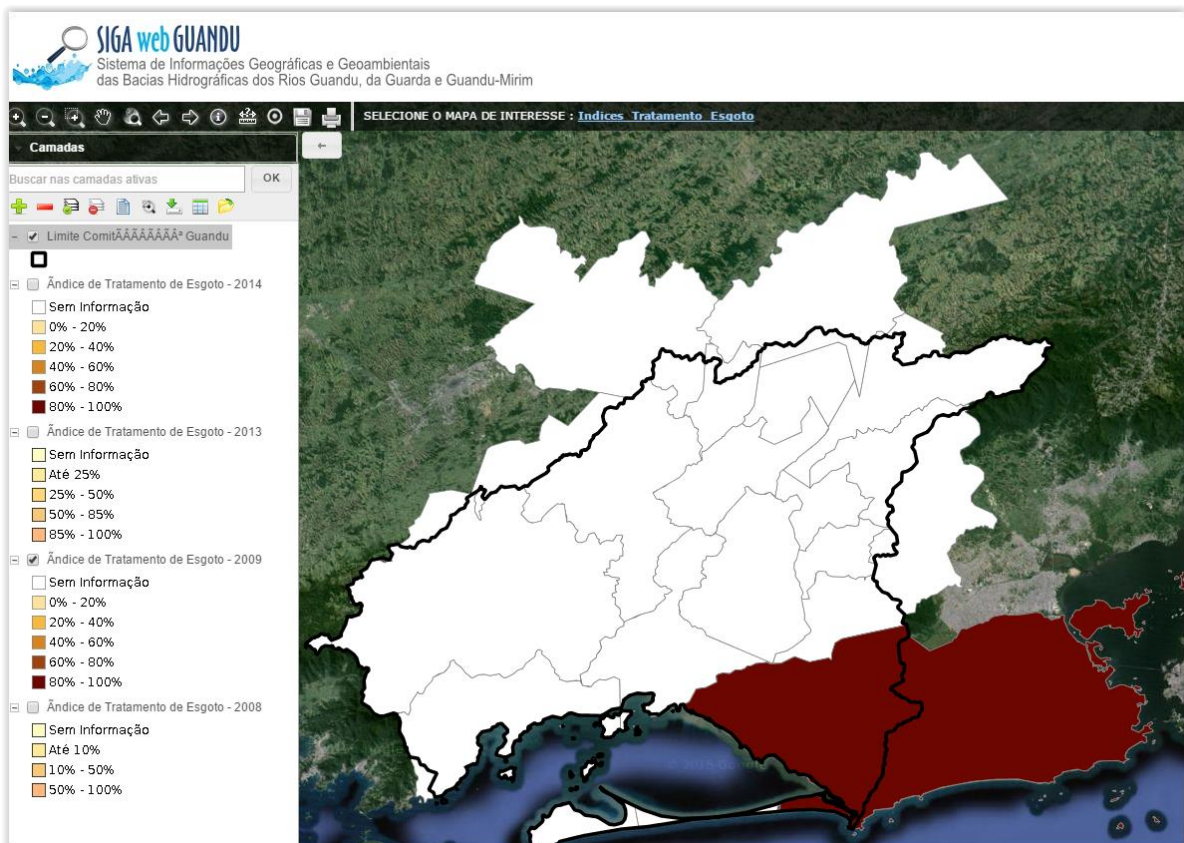 SIGA web GUANDU
Sistema de Informações Geográficas e Geoambientais
das Bacias Hidrográficas dos Rios Guandu, da Guarda e Guandu-Mirim
SELECIONE O MAPA DE INTERESSE : Indices_Tratamento_Esgoto
Camadas
Buscar nas camadas ativas OK
Limite ComitÃÂÂÂÂÂÂÂª Guandu
Ãndice de Tratamento de Esgoto - 2014
Sem Informação
0% - 20%
20% - 40%
40% - 60%
60% - 80%
80% - 100%
Ãndice de Tratamento de Esgoto - 2013
Sem Informação
Até 25%
25% - 50%
50% - 85%
85% - 100%
Ãndice de Tratamento de Esgoto - 2009
Sem Informação
0% - 20%
20% - 40%
40% - 60%
60% - 80%
80% - 100%
Ãndice de Tratamento de Esgoto - 2008
Sem Informação
Até 10%
10% - 50%
50% - 100%